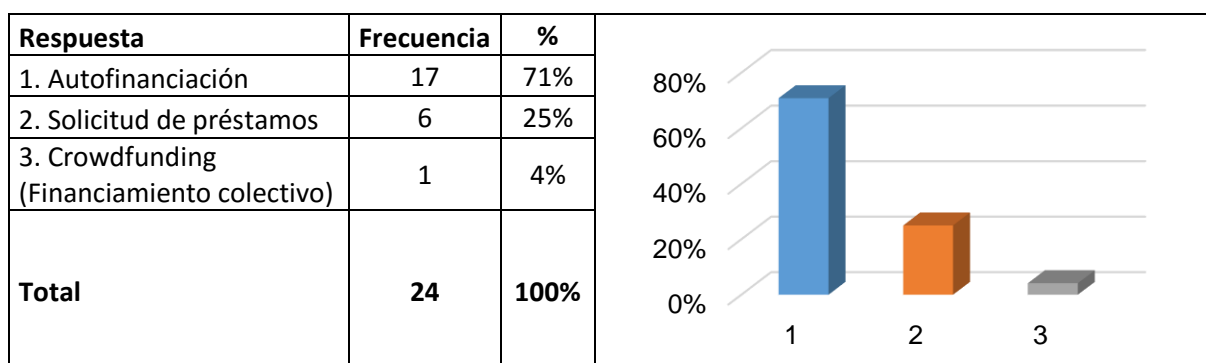 Respuesta Frecuencia %
1. Autofinanciación 17 71%
2. Solicitud de préstamos 6 25%
3. Crowdfunding
(Financiamiento colectivo) 1 4%
Total 24 100%
80%
60%
40%
20%
0%
1 2 3